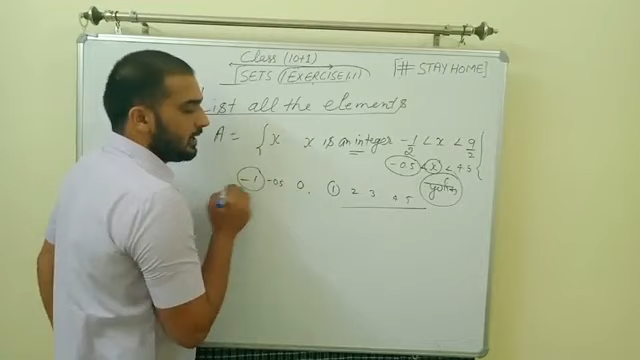 Class (10+1)
SETS (EXERCISE 1.1) [# STAY HOME]
List all the elements
A = { x x is an integer -1/2 < x < 9/2 }
-0.5 < x < 4.5
-1 -0.5 0, 1 2 3 4 5